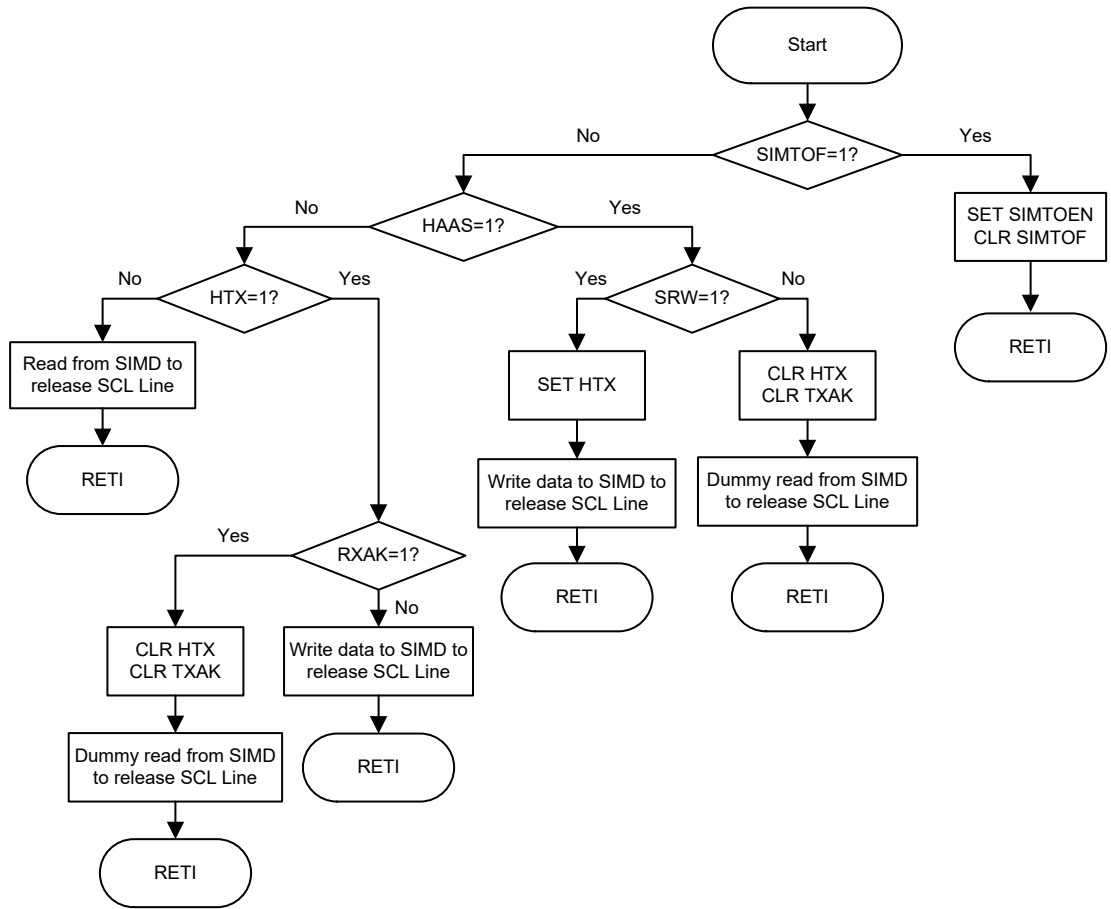 Start
No
Yes
SIMTOF=1?
No
Yes
HAAS=1?
SET SIMTOEN
CLR SIMTOF
No
Yes
HTX=1?
Yes
No
SRW=1?
RETI
Read from SIMD to
release SCL Line
SET HTX
CLR HTX
CLR TXAK
RETI
Write data to SIMD to
release SCL Line
Dummy read from SIMD
to release SCL Line
Yes
RXAK=1?
No
RETI
RETI
CLR HTX
CLR TXAK
Write data to SIMD to
release SCL Line
Dummy read from SIMD
to release SCL Line
RETI
RETI